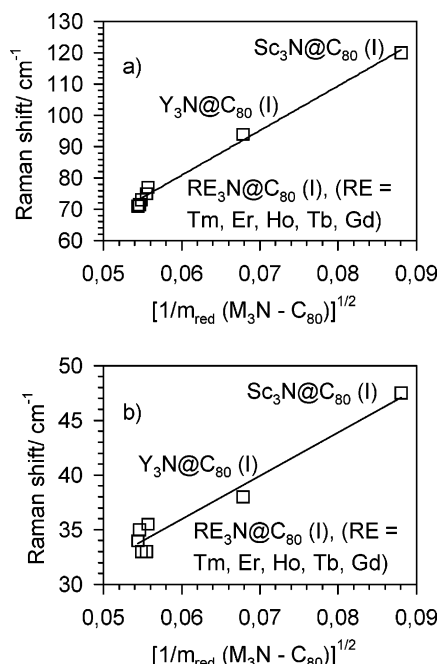 130
120
110
100
90
80
70
60
Raman shift/ cm⁻¹
a)
Sc₃N@C₈₀ (I)
Y₃N@C₈₀ (I)
RE₃N@C₈₀ (I), (RE =
Tm, Er, Ho, Tb, Gd)
0,05 0,06 0,07 0,08 0,09
[1/m_red (M₃N - C₈₀)]^1/2
50
45
40
35
30
Raman shift/ cm⁻¹
b)
Sc₃N@C₈₀ (I)
Y₃N@C₈₀ (I)
RE₃N@C₈₀ (I), (RE =
Tm, Er, Ho, Tb, Gd)
0,05 0,06 0,07 0,08 0,09
[1/m_red (M₃N - C₈₀)]^1/2